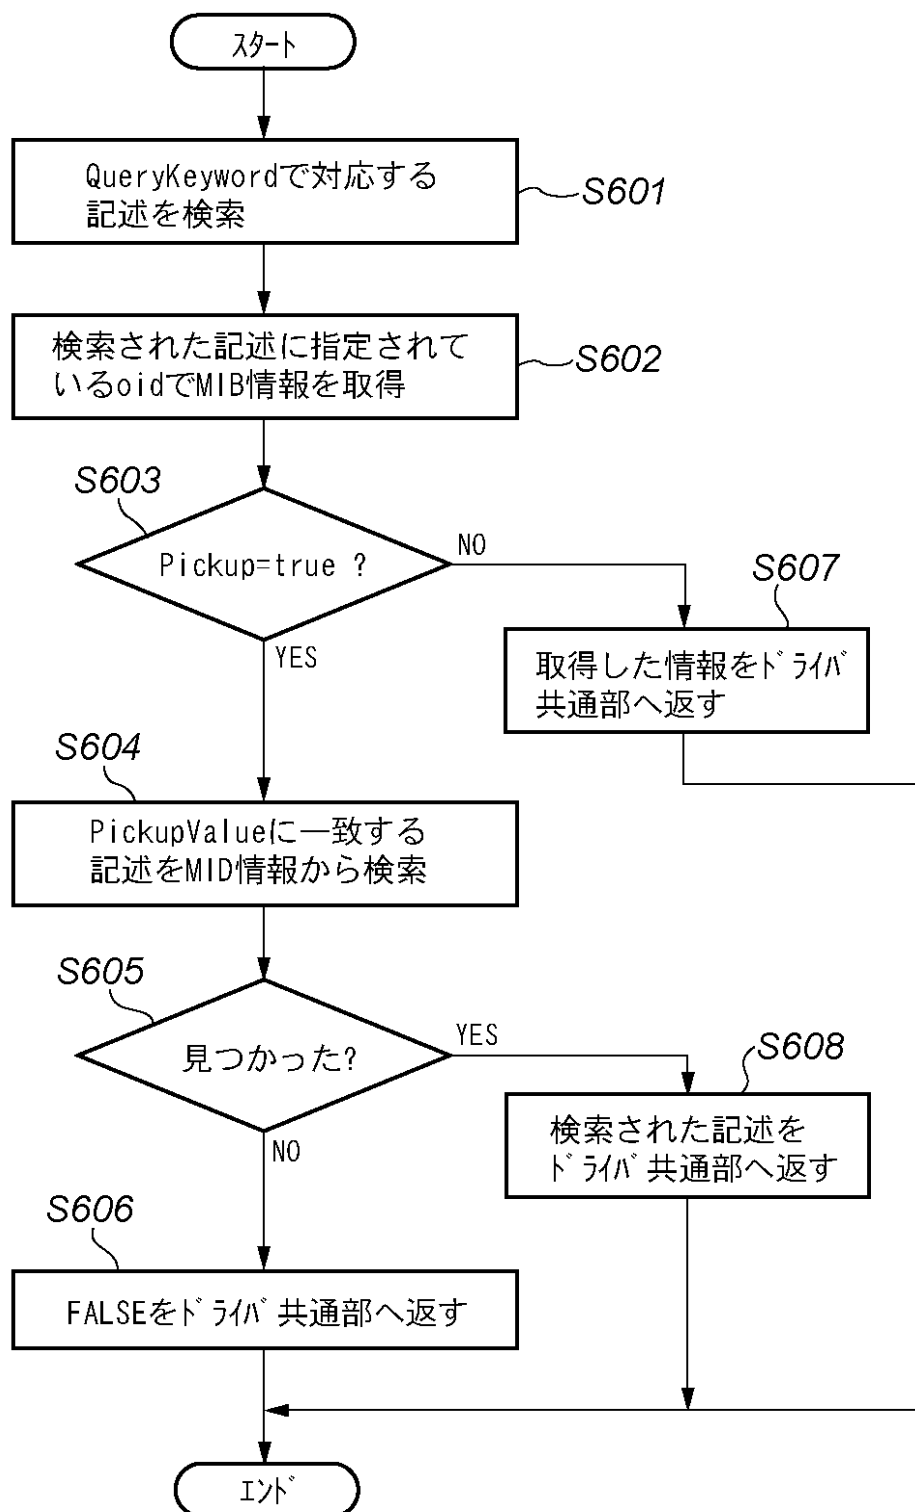 スタート
QueryKeywordで対応する
記述を検索
S601
検索された記述に指定されて
いるoidでMIB情報を取得
S602
S603
Pickup=true ?
NO
YES
S607
取得した情報をドライバ
共通部へ返す
S604
PickupValueに一致する
記述をMID情報から検索
S605
見つかった?
YES
NO
S608
検索された記述を
ドライバ共通部へ返す
S606
FALSEをドライバ共通部へ返す
エンド